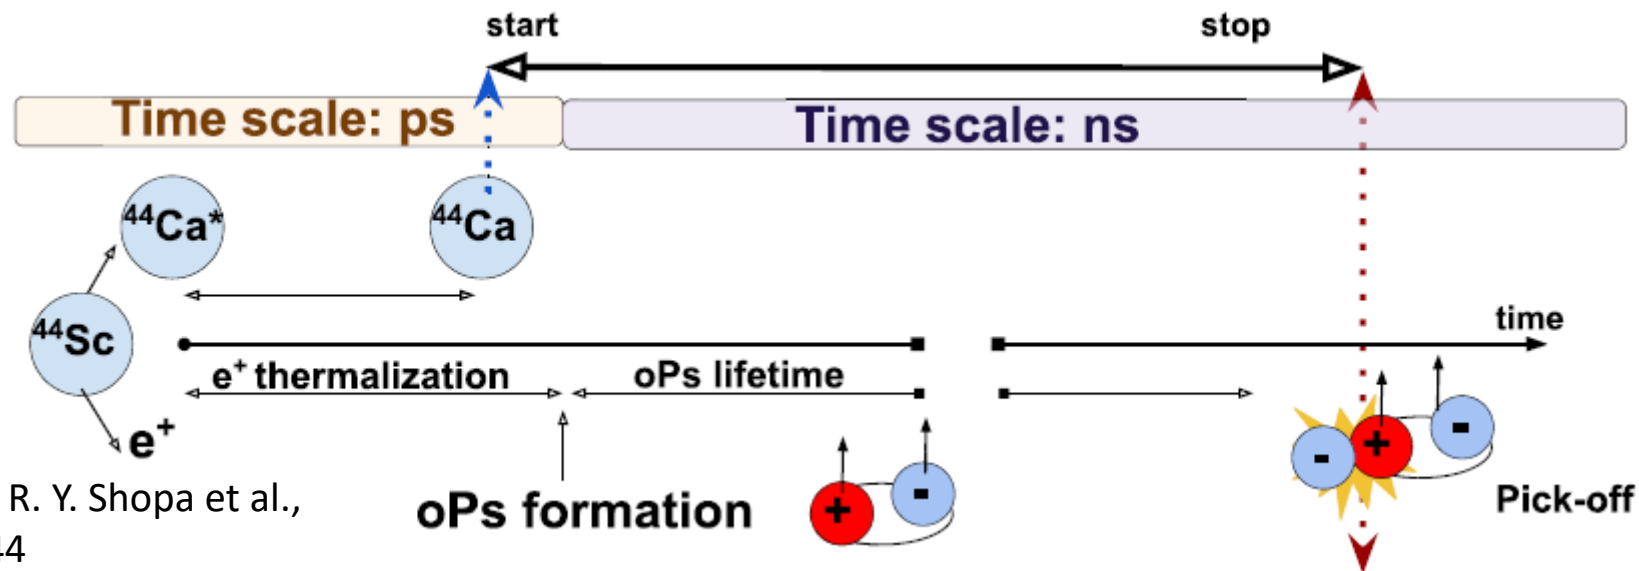 start
stop
Time scale: ps
Time scale: ns
⁴⁴Ca*
⁴⁴Ca
⁴⁴Sc
time
e⁺ thermalization
oPs lifetime
e⁺
+
-
-
+
-
R. Y. Shopa et al.,
oPs formation
Pick-off